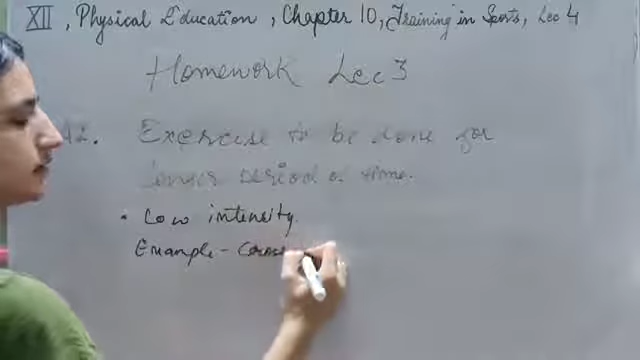 XII, Physical Education, Chapter 10, Training in Sports, Lec 4
Homework Lec 3
Exercise to be done for
longer period of time.
• Low intensity.
Example -